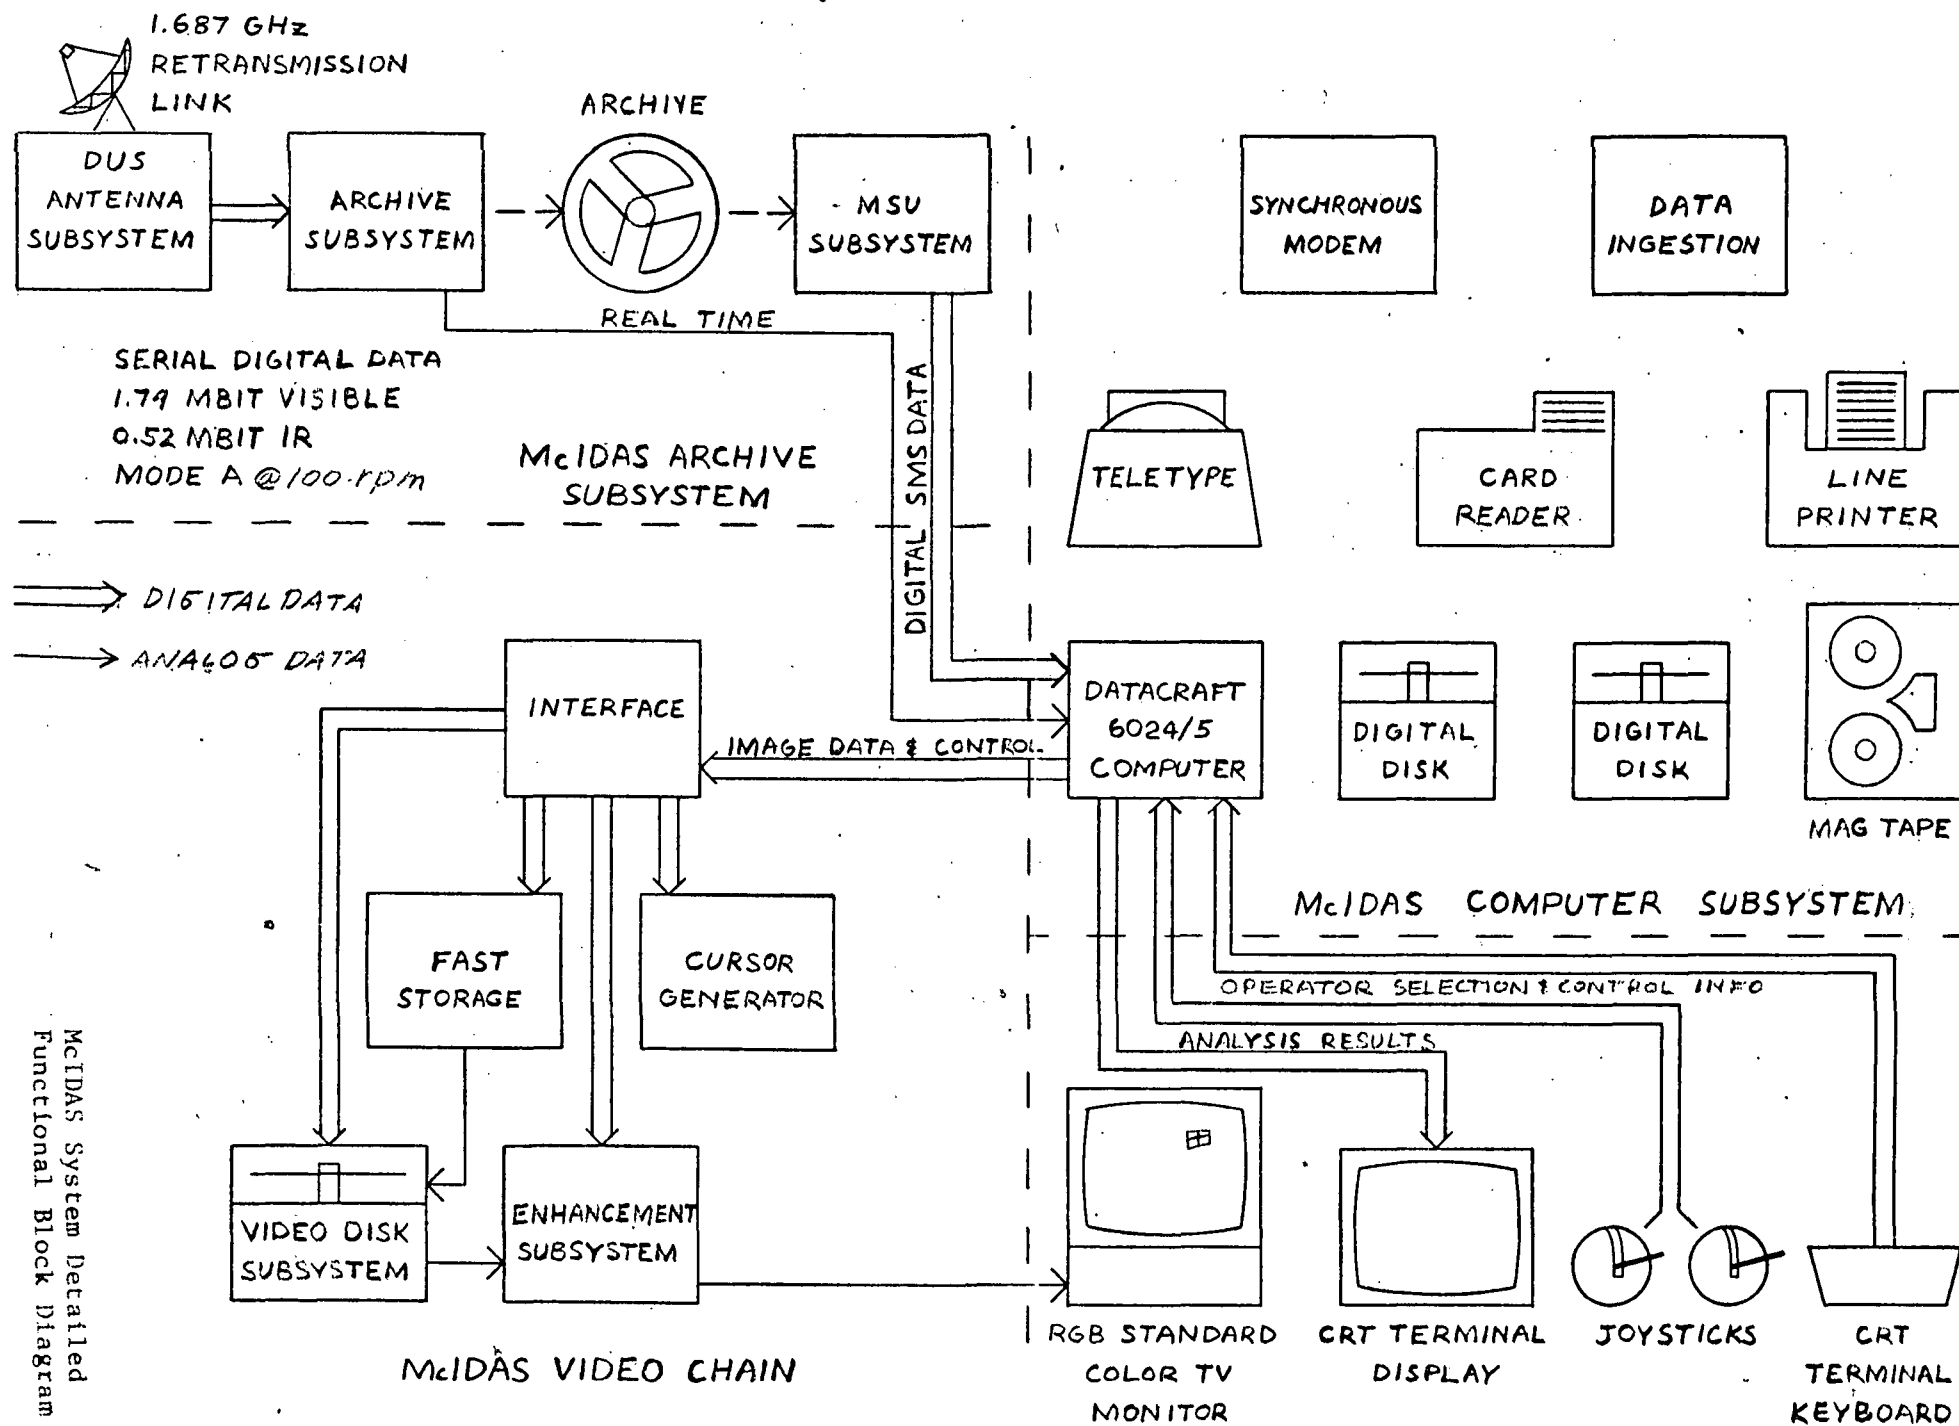 1.687 GHz
RETRANSMISSION
LINK
ARCHIVE
DUS
ANTENNA
SUBSYSTEM
ARCHIVE
SUBSYSTEM
MSU
SUBSYSTEM
SYNCHRONOUS
MODEM
DATA
INGESTION
REAL TIME
SERIAL DIGITAL DATA
1.79 MBIT VISIBLE
0.52 MBIT IR
MODE A @100 rpm
McIDAS ARCHIVE
SUBSYSTEM
DIGITAL SMS DATA
TELETYPE
CARD
READER
LINE
PRINTER
DIGITAL DATA
ANALOG DATA
INTERFACE
IMAGE DATA & CONTROL
DATACRAFT
6024/5
COMPUTER
DIGITAL
DISK
DIGITAL
DISK
MAG TAPE
McIDAS COMPUTER SUBSYSTEM
FAST
STORAGE
CURSOR
GENERATOR
OPERATOR SELECTION & CONTROL INFO
ANALYSIS RESULTS
VIDEO DISK
SUBSYSTEM
ENHANCEMENT
SUBSYSTEM
RGB STANDARD
COLOR TV
MONITOR
CRT TERMINAL
DISPLAY
JOYSTICKS
CRT
TERMINAL
KEYBOARD
McIDAS VIDEO CHAIN
McIDAS System Detailed
Functional Block Diagram